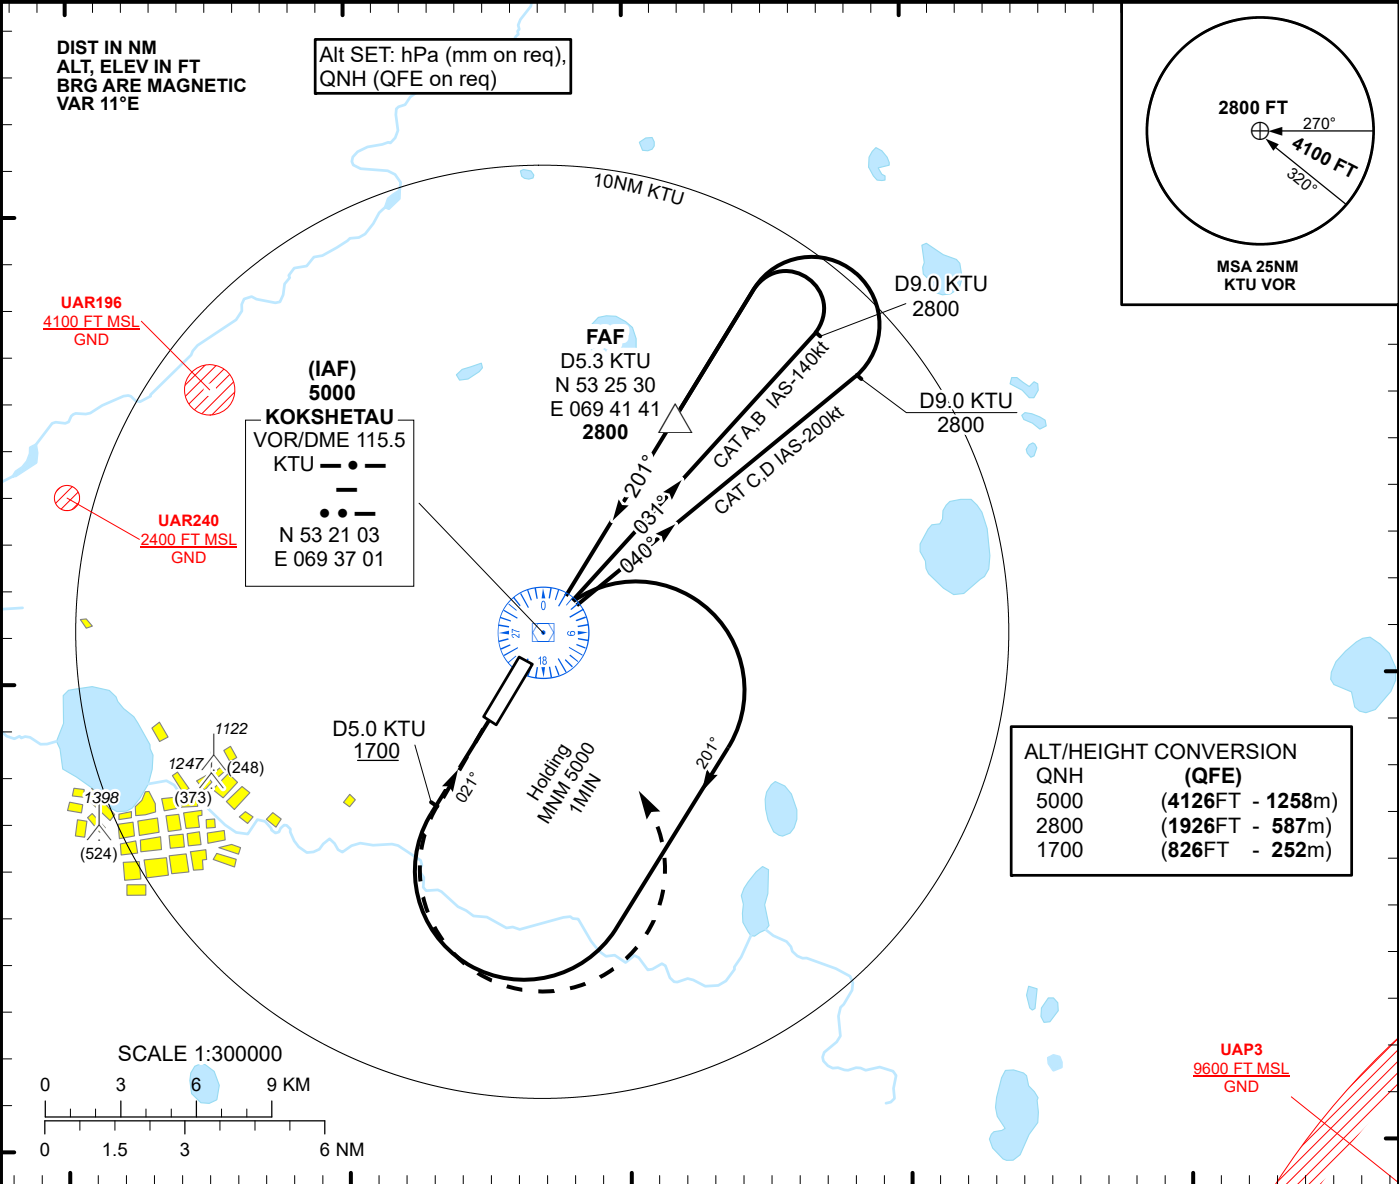 DIST IN NM
ALT, ELEV IN FT
BRG ARE MAGNETIC
VAR 11°E
Alt SET: hPa (mm on req),
QNH (QFE on req)
2800 FT
270°
4100 FT
320°
MSA 25NM
KTU VOR
10NM KTU
UAR196
4100 FT MSL
GND
D9.0 KTU
2800
FAF
D5.3 KTU
N 53 25 30
E 069 41 41
2800
(IAF)
5000
KOKSHETAU
VOR/DME 115.5
KTU
N 53 21 03
E 069 37 01
D9.0 KTU
2800
CAT A,B IAS-140kt
CAT C,D IAS-200kt
201°
031°
040°
UAR240
2400 FT MSL
GND
0
9
18
27
D5.0 KTU
1700
021°
Holding
MNM 5000
1MIN
201°
1122
1247
(248)
(373)
1398
(524)
ALT/HEIGHT CONVERSION
QNH (QFE)
5000 (4126FT - 1258m)
2800 (1926FT - 587m)
1700 (826FT - 252m)
SCALE 1:300000
0 3 6 9 KM
0 1.5 3 6 NM
UAP3
9600 FT MSL
GND